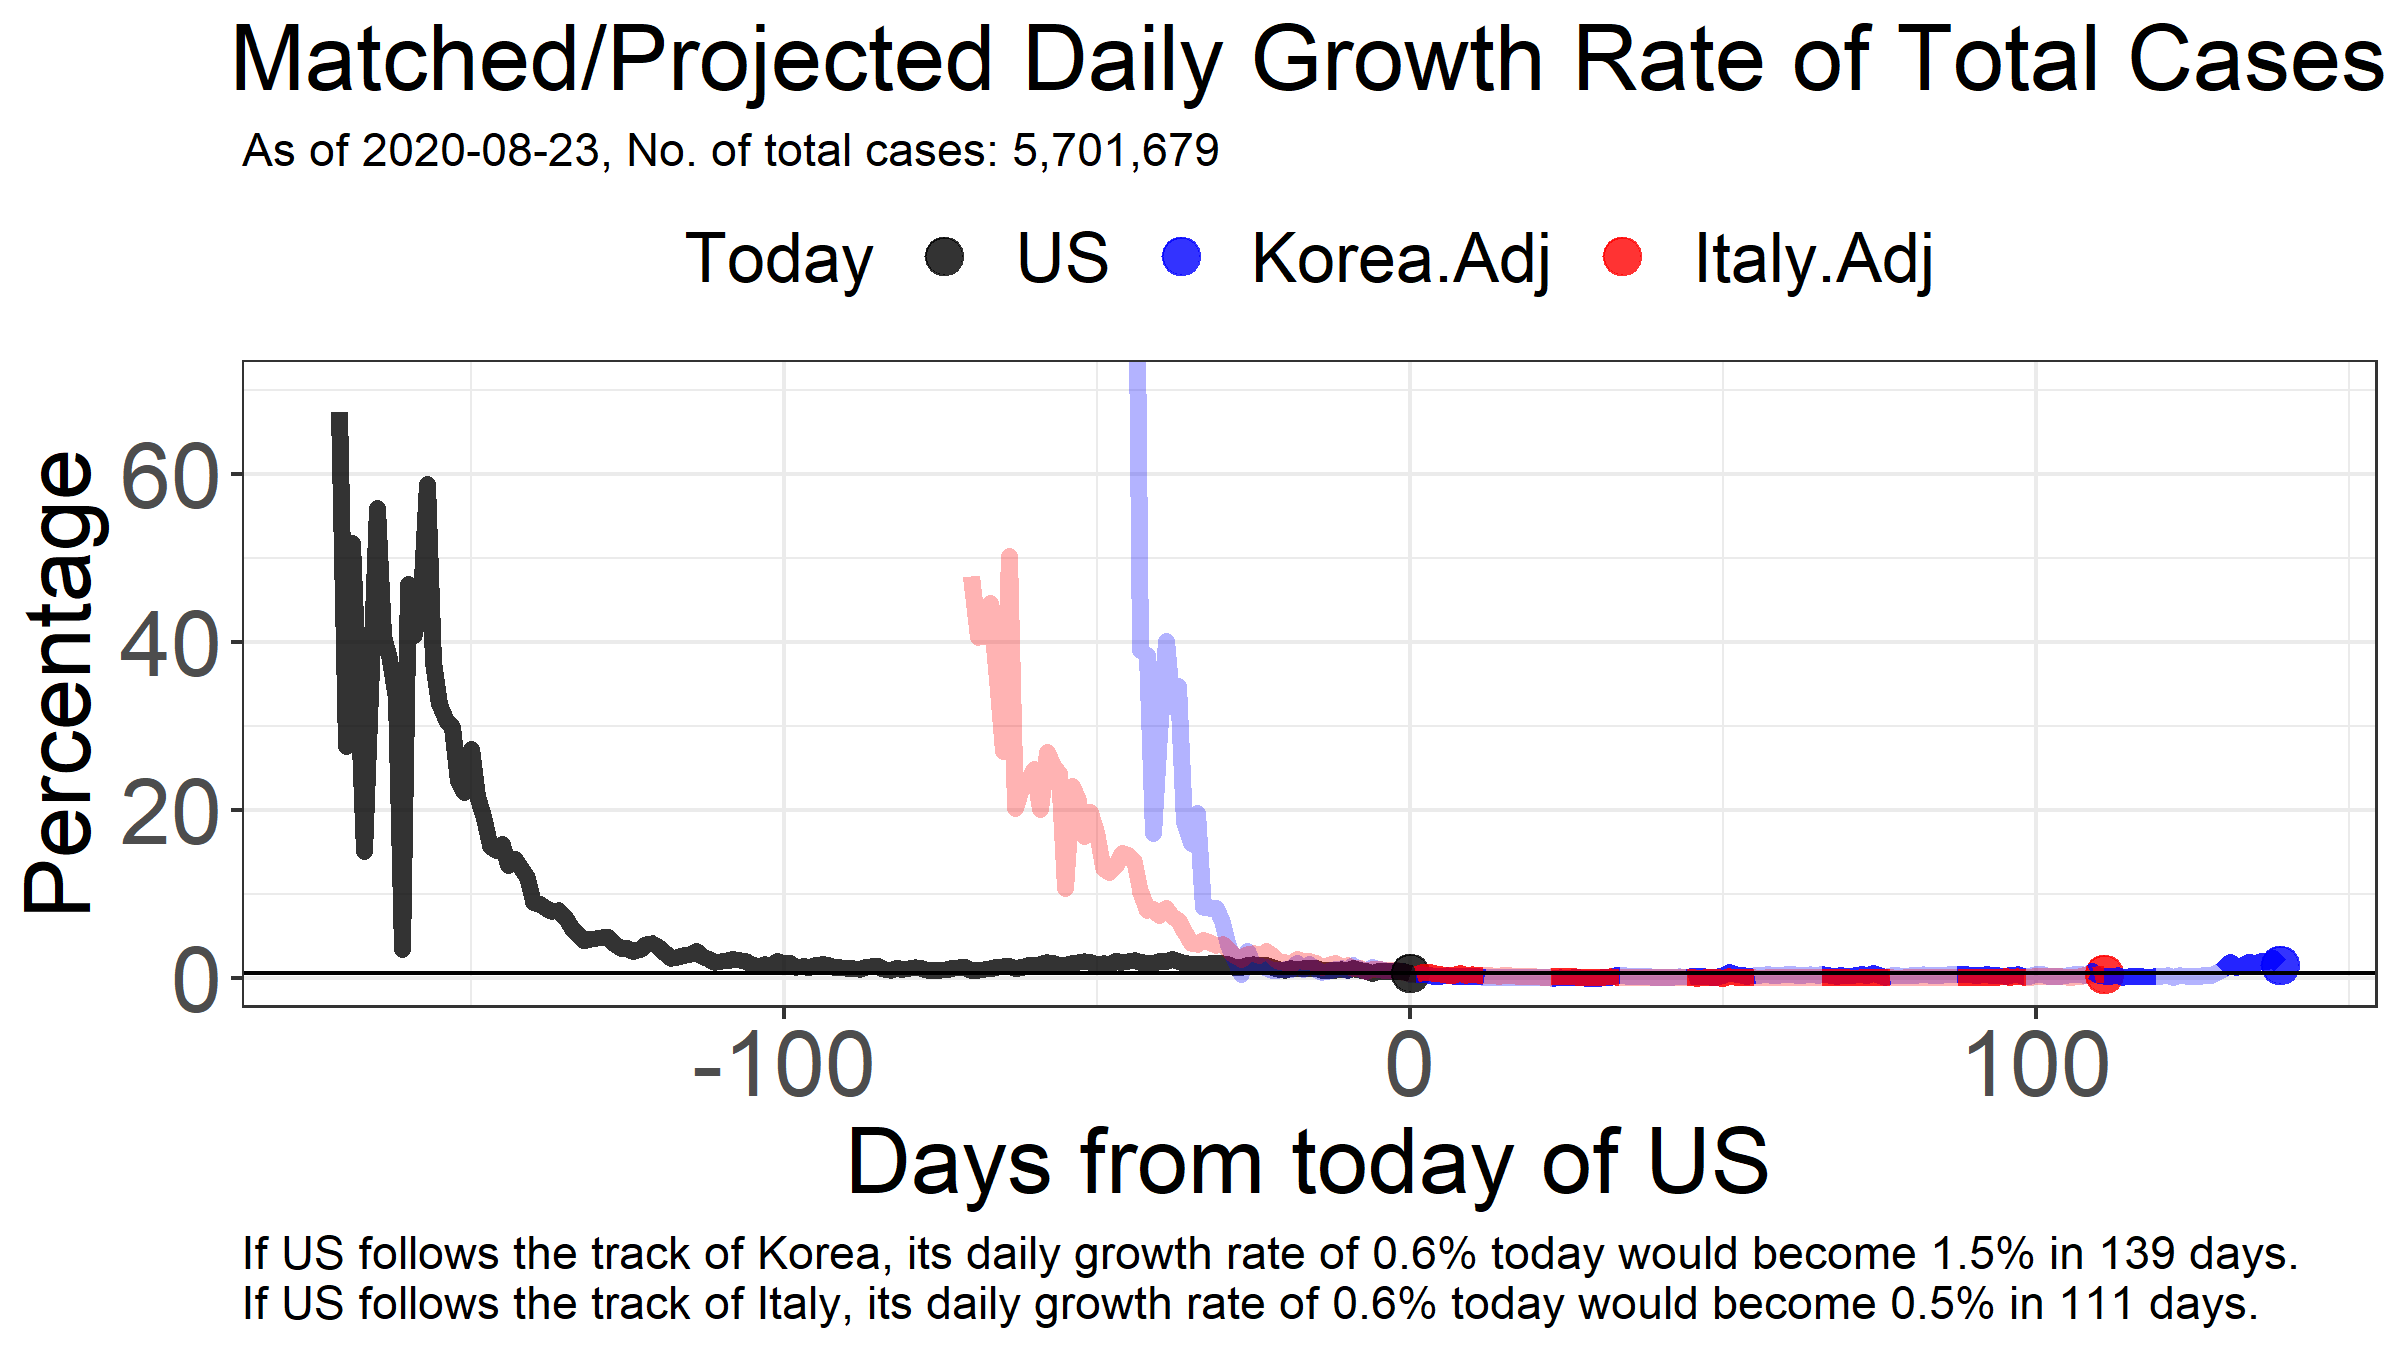 Matched/Projected Daily Growth Rate of Total Cases
As of 2020-08-23, No. of total cases: 5,701,679
Today US Korea.Adj Italy.Adj
Percentage
60
40
20
0
-100 0 100
Days from today of US
If US follows the track of Korea, its daily growth rate of 0.6% today would become 1.5% in 139 days.
If US follows the track of Italy, its daily growth rate of 0.6% today would become 0.5% in 111 days.